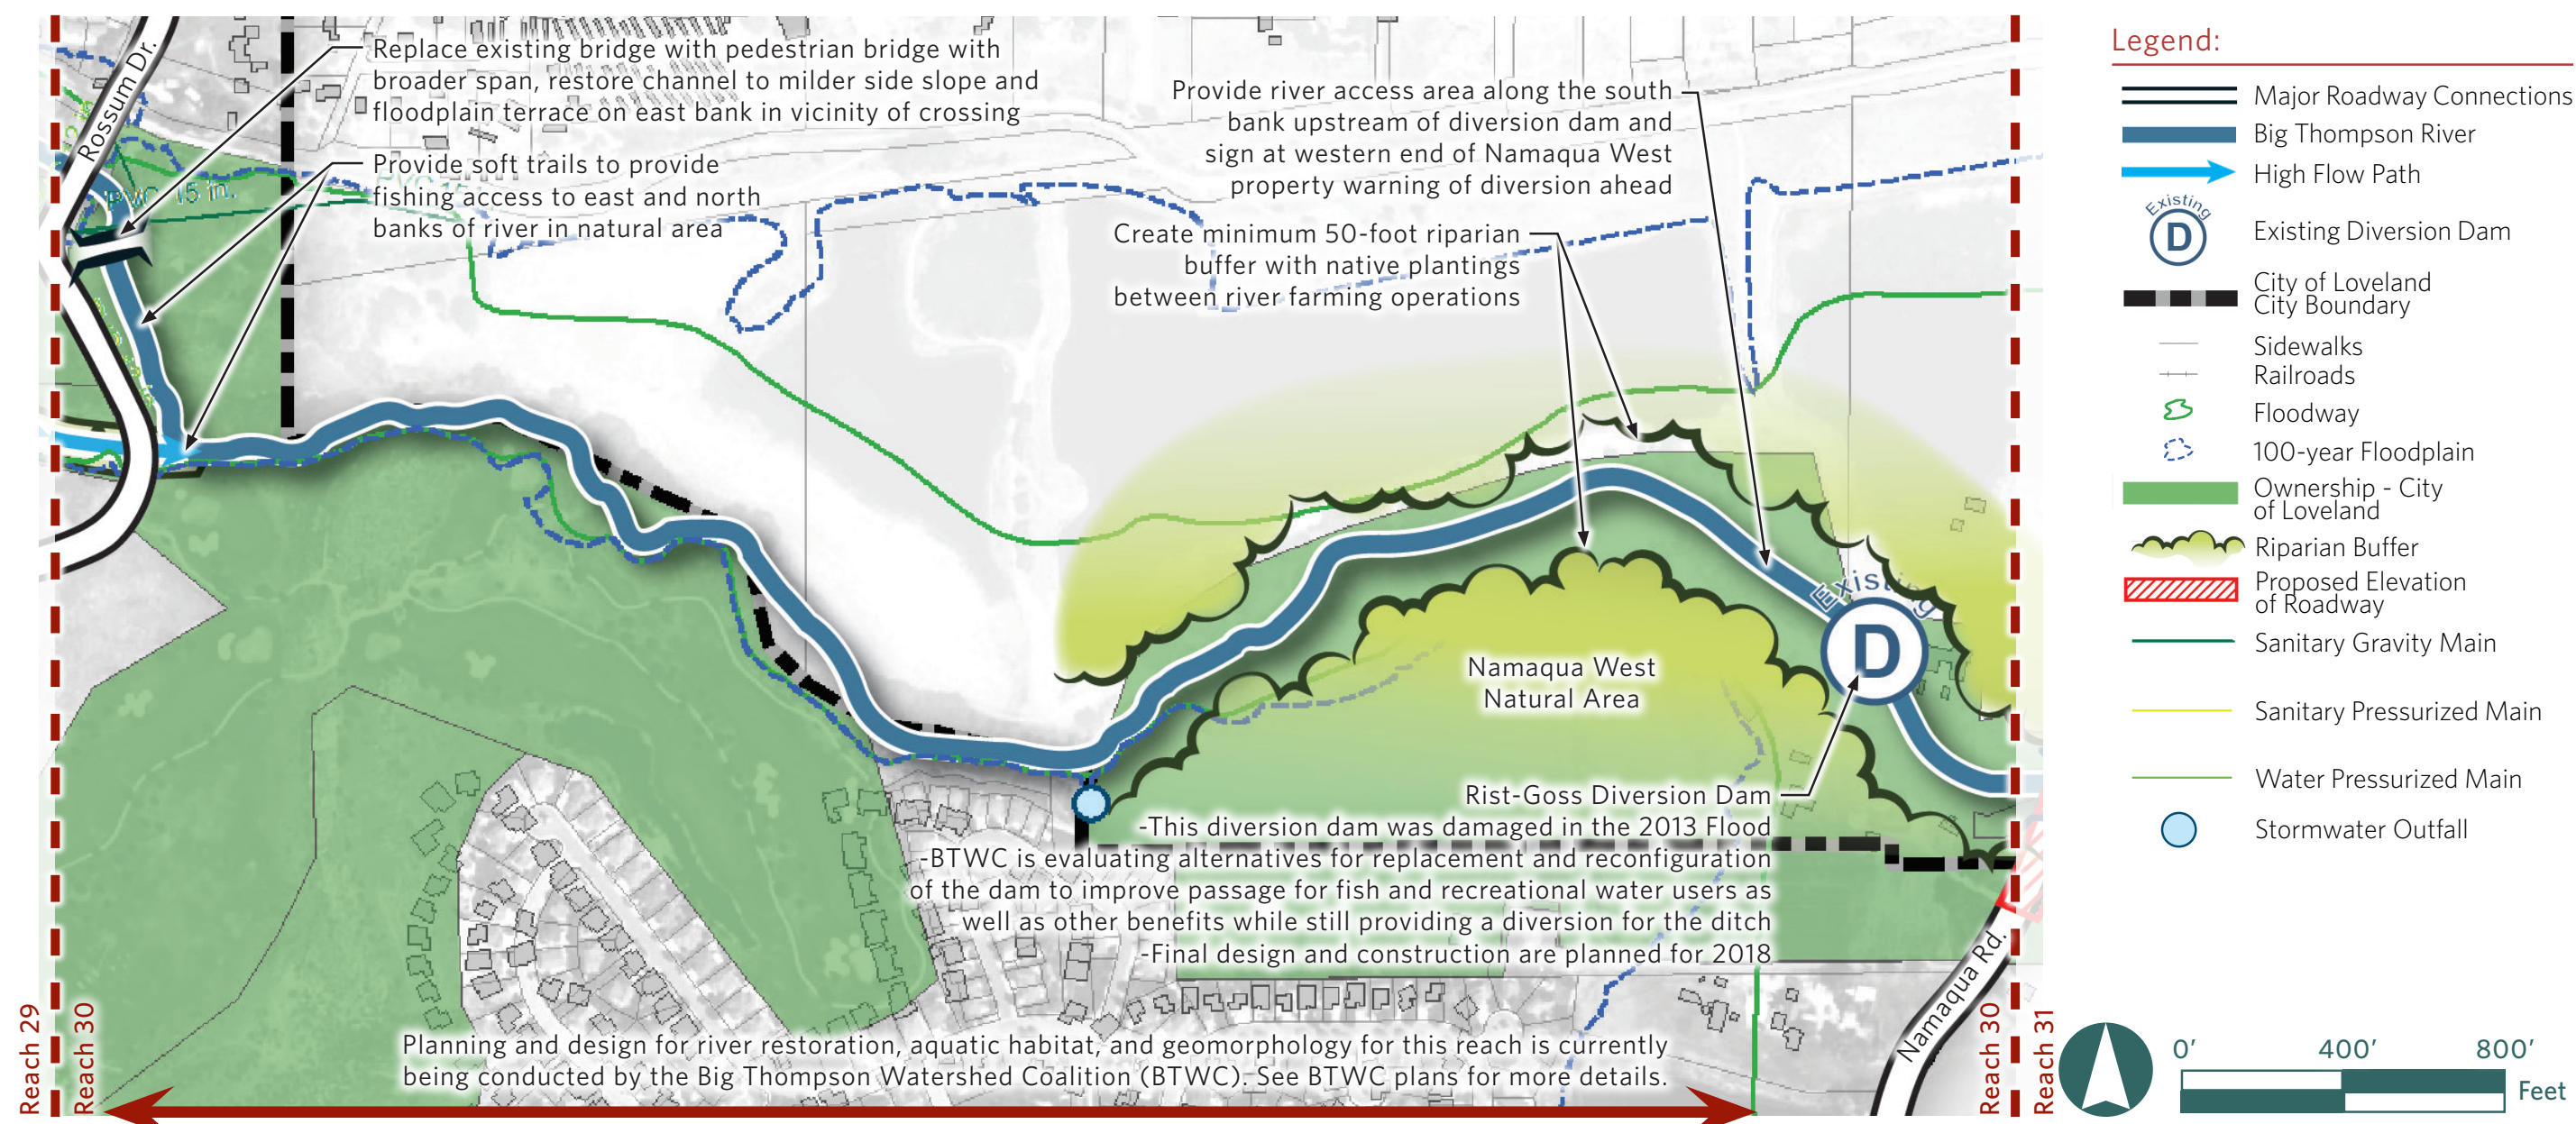 Rossum Dr.
Replace existing bridge with pedestrian bridge with
broader span, restore channel to milder side slope and
floodplain terrace on east bank in vicinity of crossing
Provide soft trails to provide
fishing access to east and north
banks of river in natural area
PVC 15 in.
Provide river access area along the south
bank upstream of diversion dam and
sign at western end of Namaqua West
property warning of diversion ahead
Create minimum 50-foot riparian
buffer with native plantings
between river farming operations
Existing
D
Namaqua West
Natural Area
Rist-Goss Diversion Dam
-This diversion dam was damaged in the 2013 Flood
-BTWC is evaluating alternatives for replacement and reconfiguration
of the dam to improve passage for fish and recreational water users as
well as other benefits while still providing a diversion for the ditch
-Final design and construction are planned for 2018
Planning and design for river restoration, aquatic habitat, and geomorphology for this reach is currently
being conducted by the Big Thompson Watershed Coalition (BTWC). See BTWC plans for more details.
Reach 29
Reach 30
Namaqua Rd.
Reach 30
Reach 31
Legend:
Major Roadway Connections
Big Thompson River
High Flow Path
Existing
D
Existing Diversion Dam
City of Loveland
City Boundary
Sidewalks
Railroads
Floodway
100-year Floodplain
Ownership - City
of Loveland
Riparian Buffer
Proposed Elevation
of Roadway
Sanitary Gravity Main
Sanitary Pressurized Main
Water Pressurized Main
Stormwater Outfall
0' 400' 800'
Feet